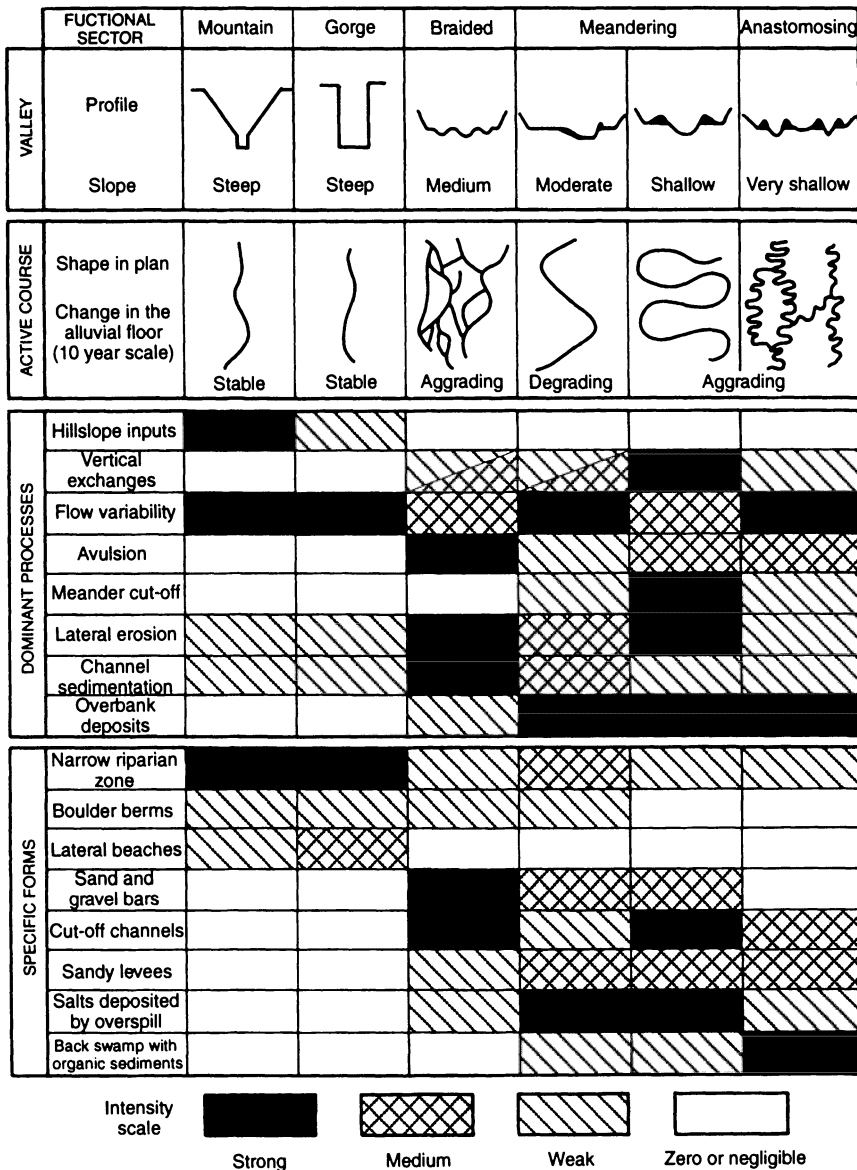 FUCTIONAL
SECTOR
Mountain
Gorge
Braided
Meandering
Anastomosing
VALLEY
Profile
Slope
Steep
Steep
Medium
Moderate
Shallow
Very shallow
ACTIVE COURSE
Shape in plan
Change in the
alluvial floor
(10 year scale)
Stable
Stable
Aggrading
Degrading
Aggrading
DOMINANT PROCESSES
Hillslope inputs
Vertical
exchanges
Flow variability
Avulsion
Meander cut-off
Lateral erosion
Channel
sedimentation
Overbank
deposits
SPECIFIC FORMS
Narrow riparian
zone
Boulder berms
Lateral beaches
Sand and
gravel bars
Cut-off channels
Sandy levees
Salts deposited
by overspill
Back swamp with
organic sediments
Intensity
scale
Strong
Medium
Weak
Zero or negligible